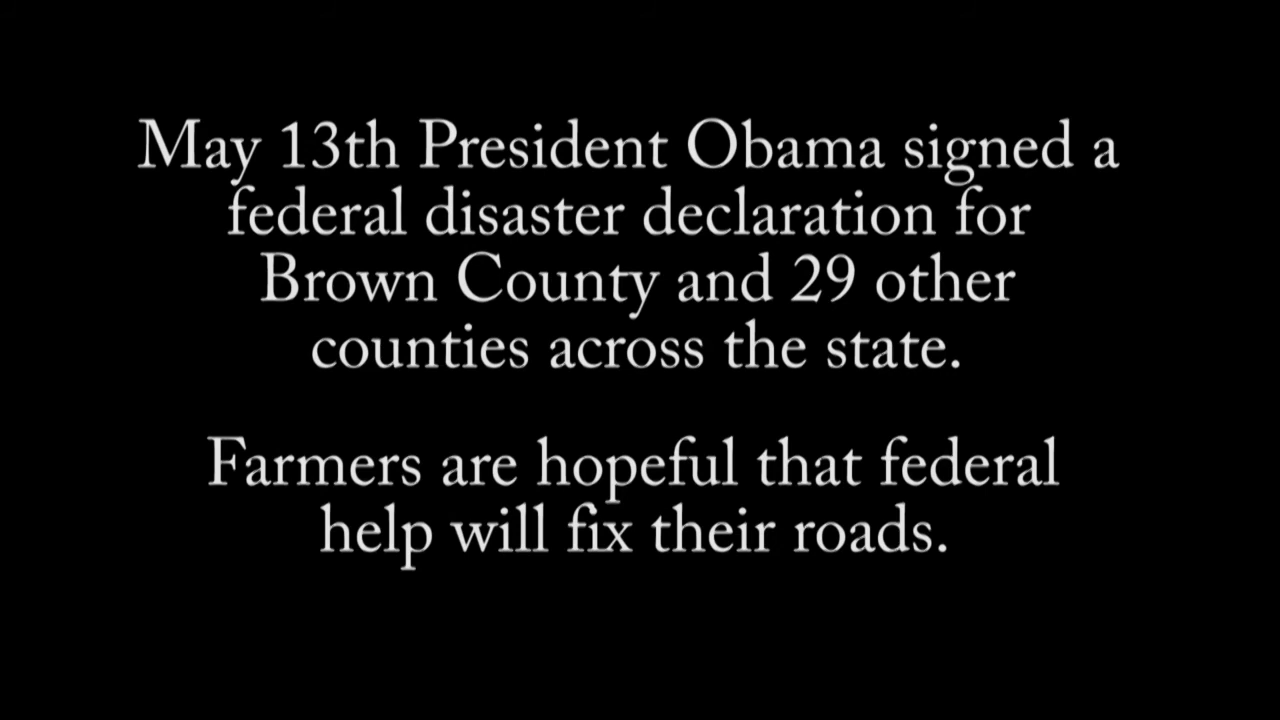 May 13th President Obama signed a
federal disaster declaration for
Brown County and 29 other
counties across the state.
Farmers are hopeful that federal
help will fix their roads.